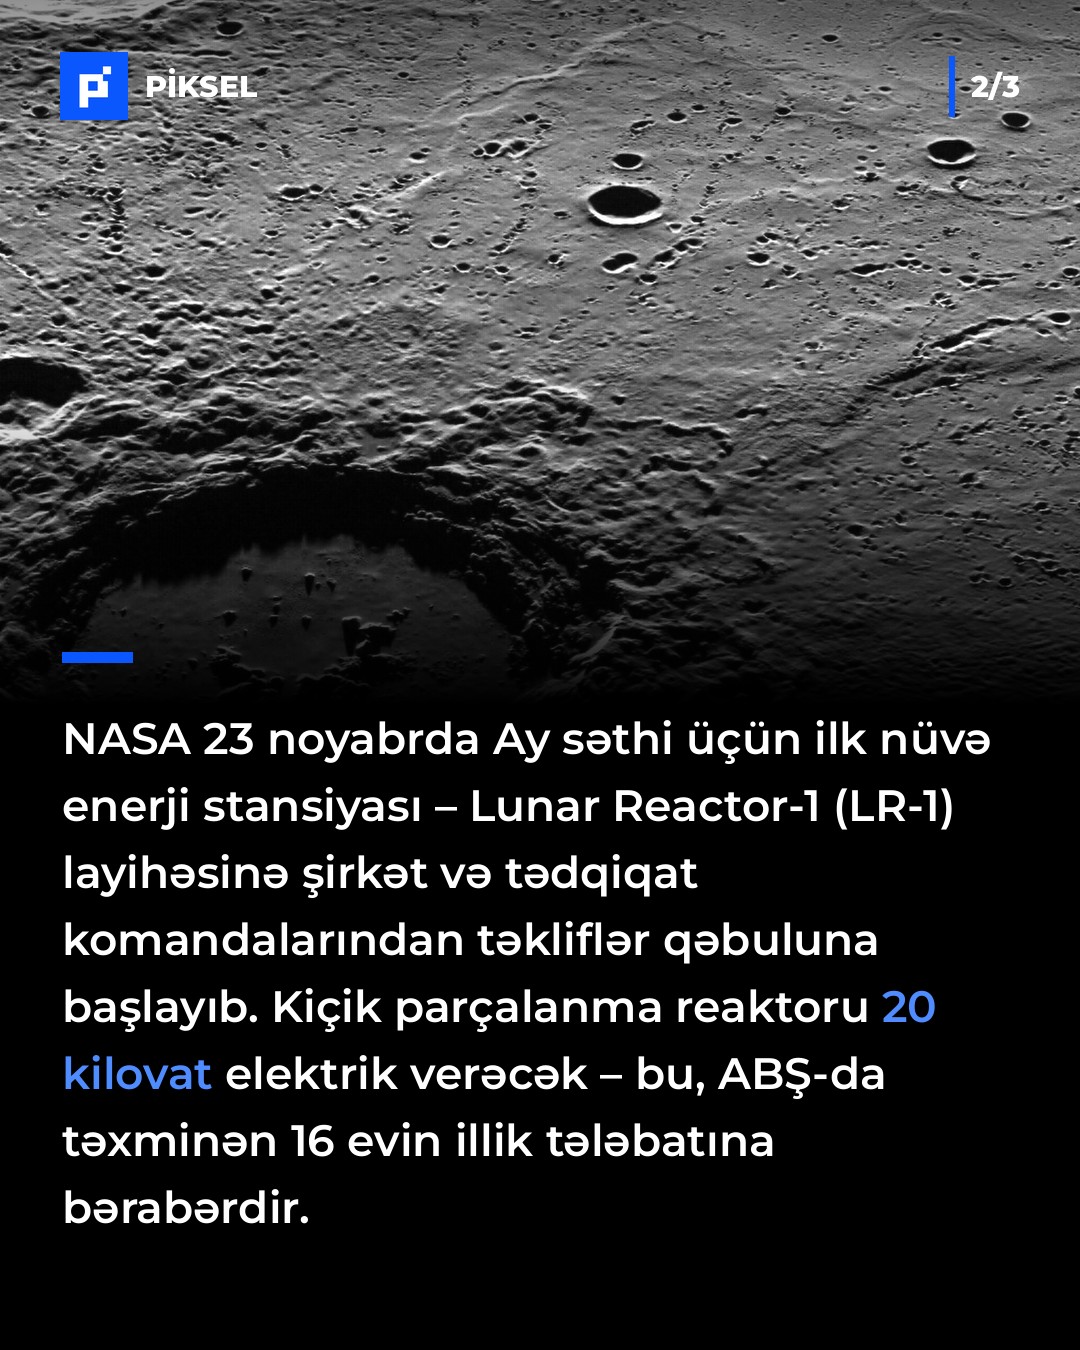 PİKSEL
2/3
NASA 23 noyabrda Ay səthi üçün ilk nüvə
enerji stansiyası – Lunar Reactor-1 (LR-1)
layihəsinə şirkət və tədqiqat
komandalarından təkliflər qəbuluna
başlayıb. Kiçik parçalanma reaktoru 20
kilovat elektrik verəcək – bu, ABŞ-da
təxminən 16 evin illik tələbatına
bərabərdir.